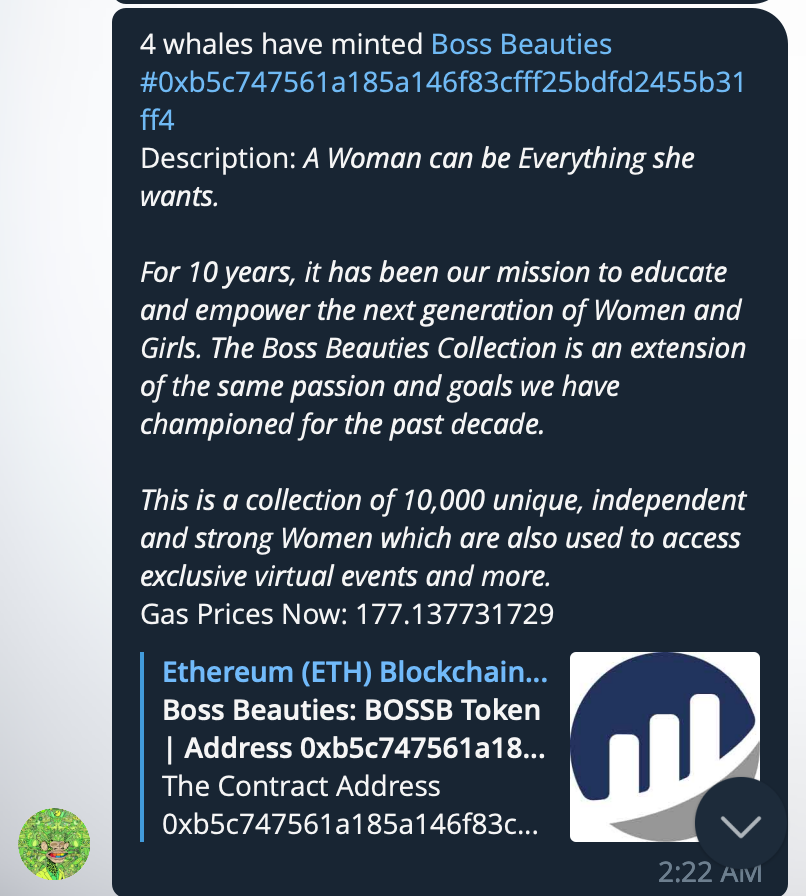 4 whales have minted Boss Beauties
#0xb5c747561a185a146f83cfff25bdfd2455b31
ff4
Description: A Woman can be Everything she
wants.
For 10 years, it has been our mission to educate
and empower the next generation of Women and
Girls. The Boss Beauties Collection is an extension
of the same passion and goals we have
championed for the past decade.
This is a collection of 10,000 unique, independent
and strong Women which are also used to access
exclusive virtual events and more.
Gas Prices Now: 177.137731729
Ethereum (ETH) Blockchain...
Boss Beauties: BOSSB Token
| Address 0xb5c747561a18...
The Contract Address
0xb5c747561a185a146f83c...
2:22 AM